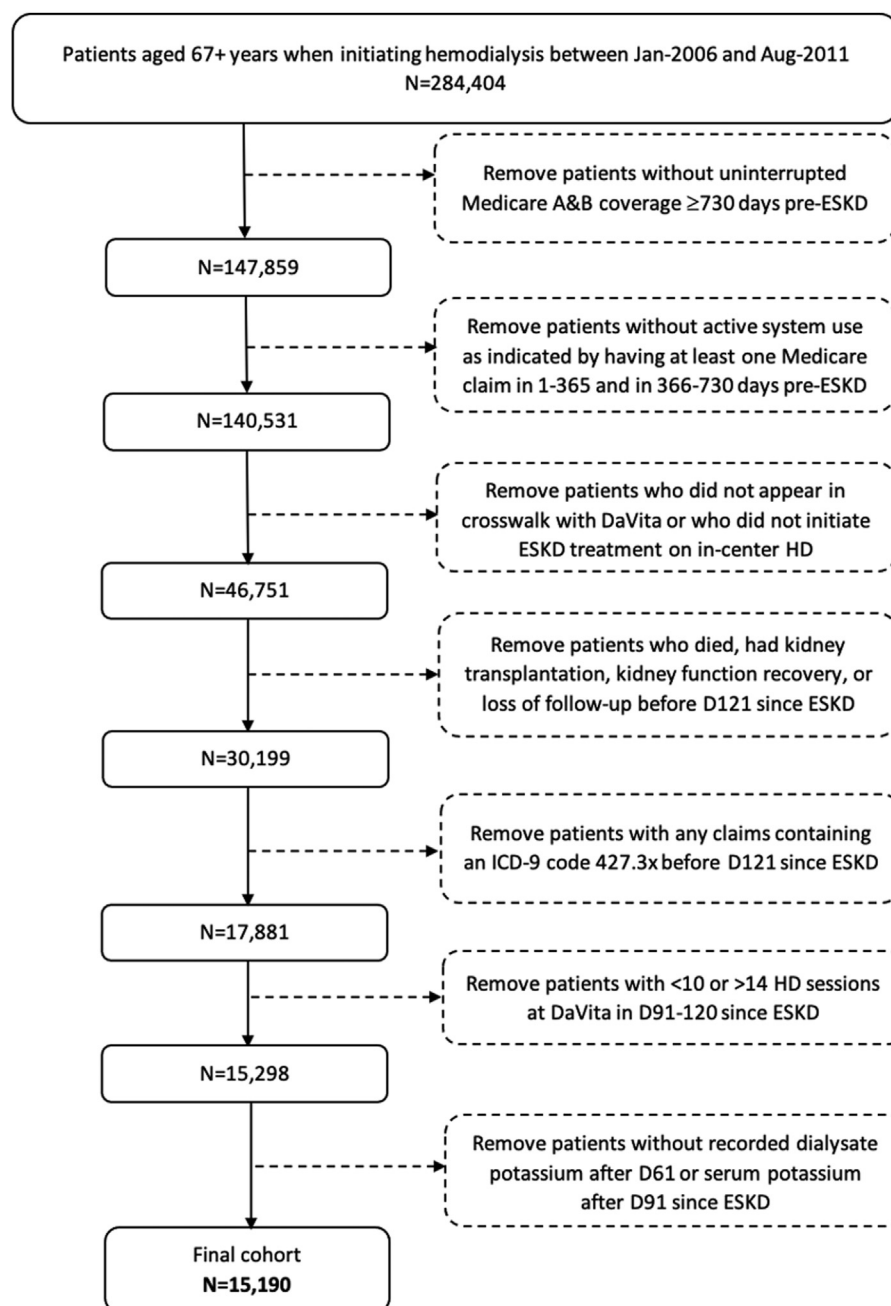 Patients aged 67+ years when initiating hemodialysis between Jan-2006 and Aug-2011
N=284,404
Remove patients without uninterrupted
Medicare A&B coverage ≥730 days pre-ESKD
N=147,859
Remove patients without active system use
as indicated by having at least one Medicare
claim in 1-365 and in 366-730 days pre-ESKD
N=140,531
Remove patients who did not appear in
crosswalk with DaVita or who did not initiate
ESKD treatment on in-center HD
N=46,751
Remove patients who died, had kidney
transplantation, kidney function recovery, or
loss of follow-up before D121 since ESKD
N=30,199
Remove patients with any claims containing
an ICD-9 code 427.3x before D121 since ESKD
N=17,881
Remove patients with <10 or >14 HD sessions
at DaVita in D91-120 since ESKD
N=15,298
Remove patients without recorded dialysate
potassium after D61 or serum potassium
after D91 since ESKD
Final cohort
N=15,190